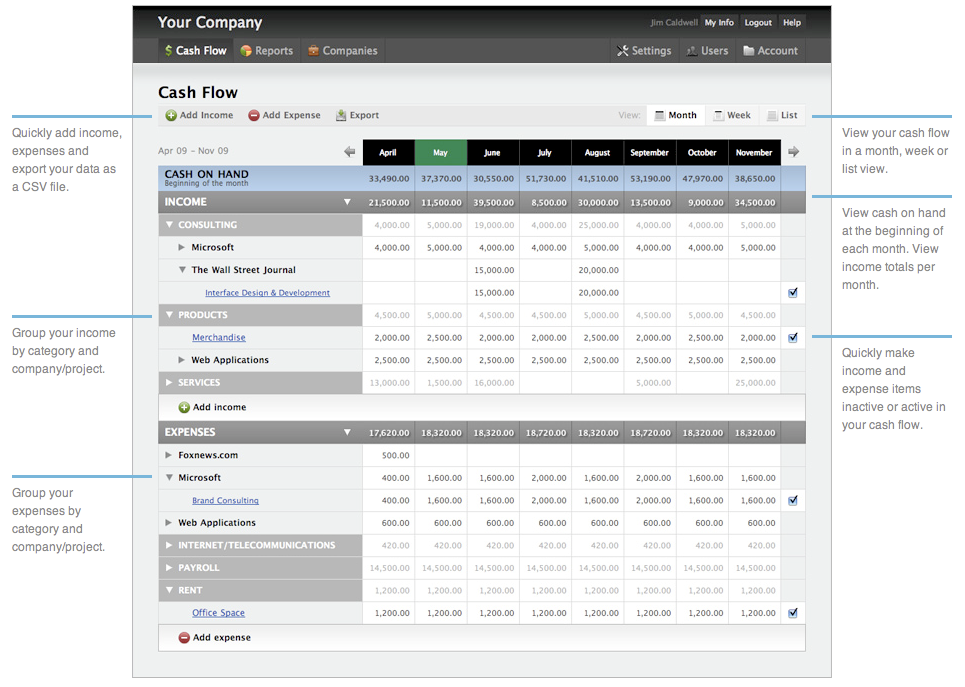 Your Company
Jim Caldwell My Info Logout Help
$ Cash Flow Reports Companies Settings Users Account
Cash Flow
Add Income Add Expense Export View: Month Week List
Quickly add income,
expenses and
export your data as
a CSV file.
View your cash flow
in a month, week or
list view.
Apr 09 – Nov 09 April May June July August September October November
CASH ON HAND 33,490.00 37,370.00 30,550.00 51,730.00 41,510.00 53,190.00 47,970.00 38,650.00
Beginning of the month
INCOME 21,500.00 11,500.00 39,500.00 8,500.00 30,000.00 13,500.00 9,000.00 34,500.00
CONSULTING 4,000.00 5,000.00 19,000.00 4,000.00 25,000.00 4,000.00 4,000.00 5,000.00
Microsoft 4,000.00 5,000.00 4,000.00 4,000.00 5,000.00 4,000.00 4,000.00 5,000.00
The Wall Street Journal 15,000.00 20,000.00
Interface Design & Development 15,000.00 20,000.00
View cash on hand
at the beginning of
each month. View
income totals per
month.
PRODUCTS 4,500.00 5,000.00 4,500.00 4,500.00 5,000.00 4,500.00 5,000.00 4,500.00
Merchandise 2,000.00 2,500.00 2,000.00 2,000.00 2,500.00 2,000.00 2,500.00 2,000.00
Web Applications 2,500.00 2,500.00 2,500.00 2,500.00 2,500.00 2,500.00 2,500.00 2,500.00
SERVICES 13,000.00 1,500.00 16,000.00 5,000.00 25,000.00
Add income
Group your income
by category and
company/project.
Quickly make
income and
expense items
inactive or active in
your cash flow.
EXPENSES 17,620.00 18,320.00 18,320.00 18,720.00 18,320.00 18,720.00 18,320.00 18,320.00
Foxnews.com 500.00
Microsoft 400.00 1,600.00 1,600.00 2,000.00 1,600.00 2,000.00 1,600.00 1,600.00
Brand Consulting 400.00 1,600.00 1,600.00 2,000.00 1,600.00 2,000.00 1,600.00 1,600.00
Web Applications 600.00 600.00 600.00 600.00 600.00 600.00 600.00 600.00
INTERNET/TELECOMMUNICATIONS 420.00 420.00 420.00 420.00 420.00 420.00 420.00 420.00
PAYROLL 14,500.00 14,500.00 14,500.00 14,500.00 14,500.00 14,500.00 14,500.00 14,500.00
RENT 1,200.00 1,200.00 1,200.00 1,200.00 1,200.00 1,200.00 1,200.00 1,200.00
Office Space 1,200.00 1,200.00 1,200.00 1,200.00 1,200.00 1,200.00 1,200.00 1,200.00
Add expense
Group your
expenses by
category and
company/project.